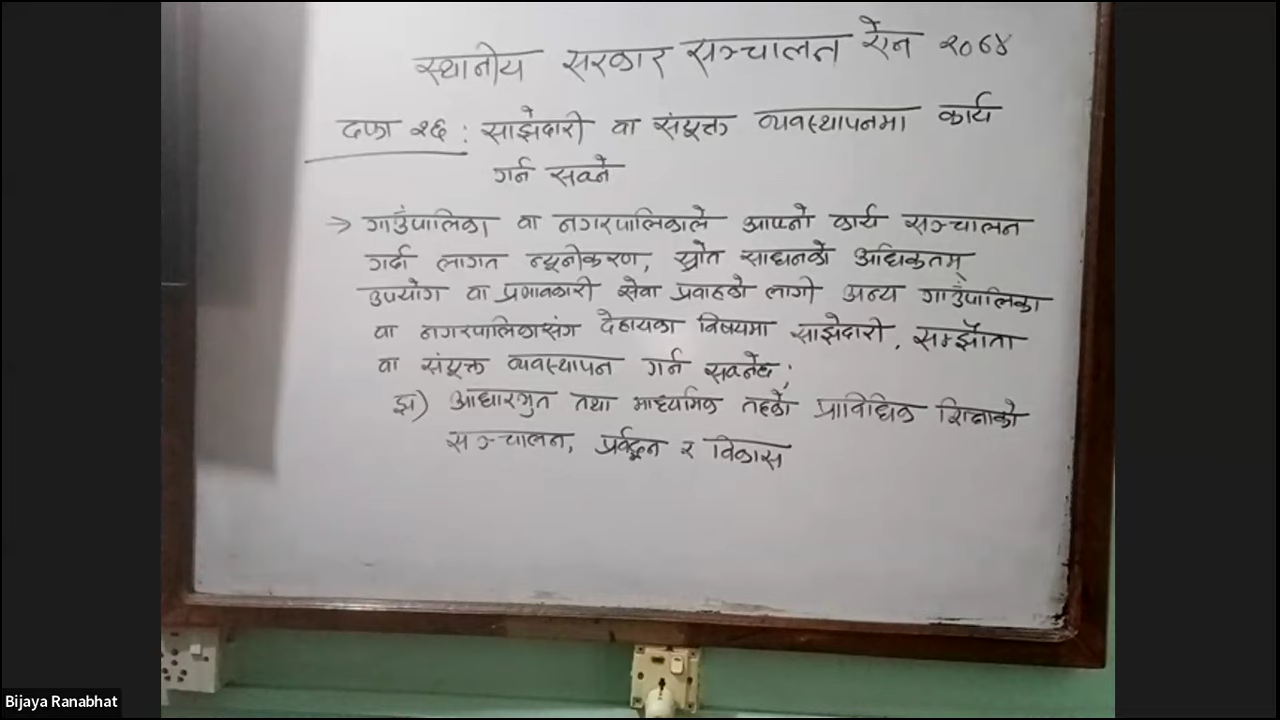 स्थानीय सरकार सञ्चालन ऐन २०७४
दफा २६ : साझेदारी वा संयुक्त व्यवस्थापनमा कार्य
गर्न सक्ने
→ गाउँपालिका वा नगरपालिकाले आफ्नो कार्य सञ्चालन
गर्दा लागत न्यूनीकरण, स्रोत साधनको अधिकतम्
उपयोग वा प्रभावकारी सेवा प्रवाहको लागी अन्य गाउँपालिका
वा नगरपालिकासंग देहायका विषयमा साझेदारी, सम्झौता
वा संयुक्त व्यवस्थापन गर्न सक्नेछ ;
झ) आधारभुत तथा माध्यमिक तहको प्राविधिक शिक्षाको
सञ्चालन, प्रर्वद्धन र विकास
Bijaya Ranabhat